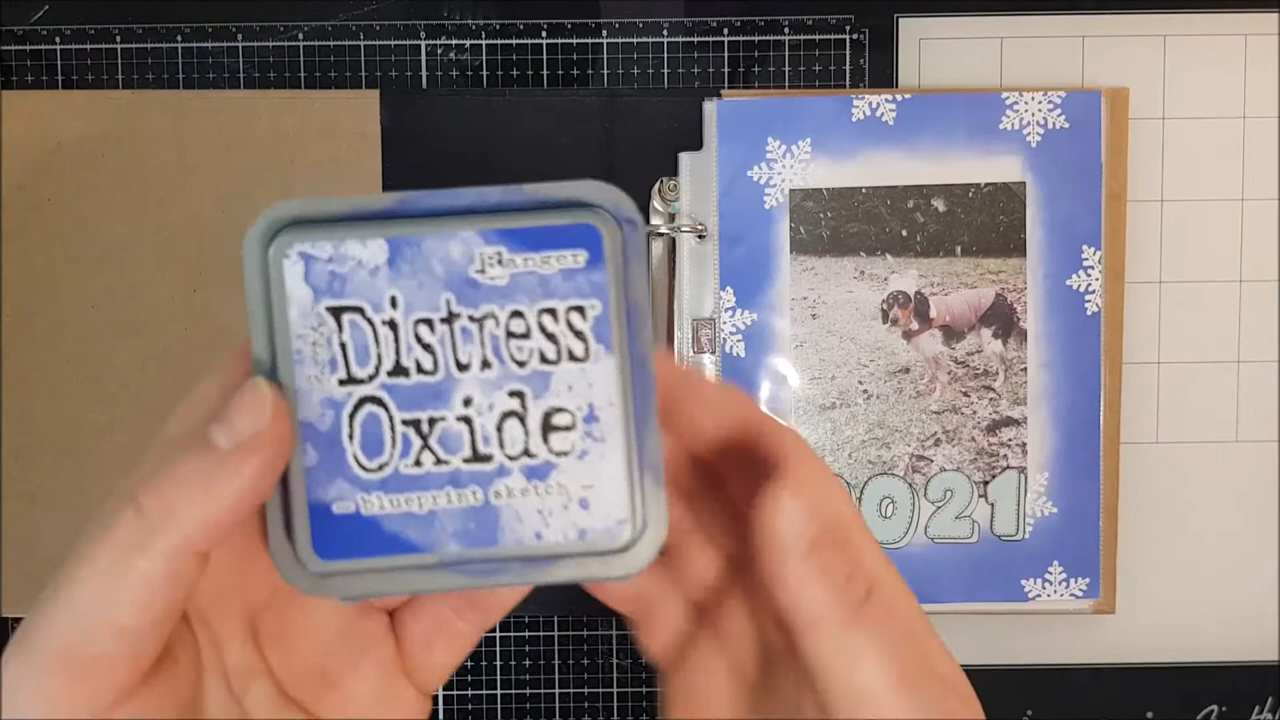 Ranger
Distress
Oxide
— blueprint sketch —
2021